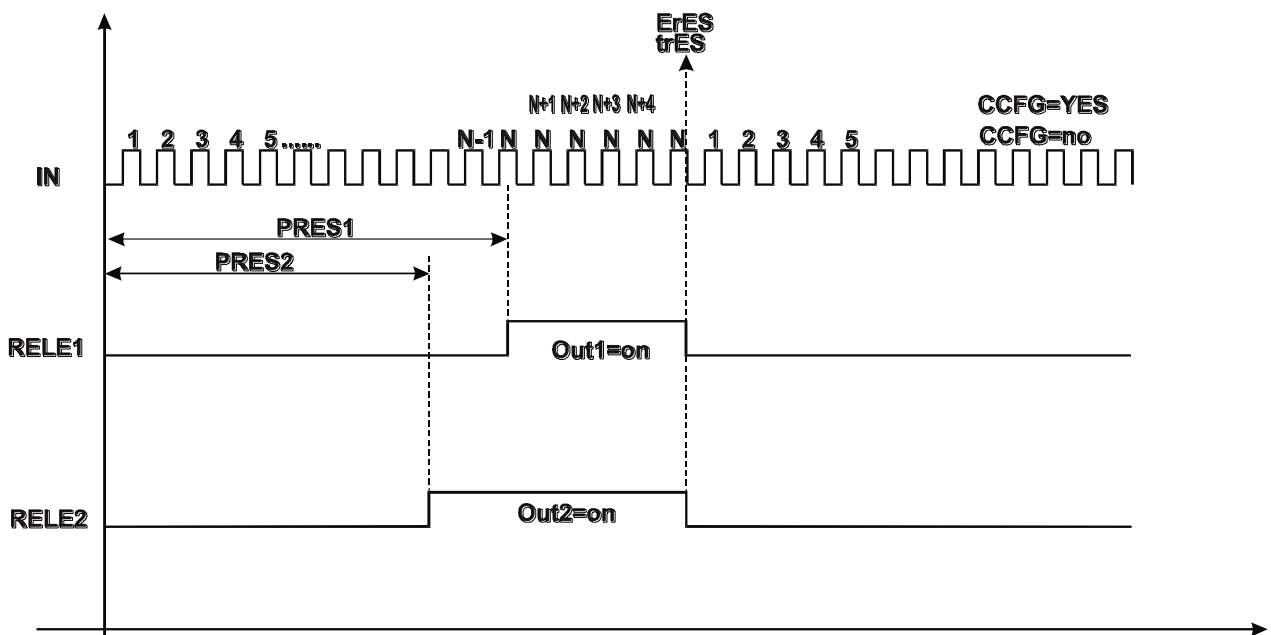 ErES
trES
N+1 N+2 N+3 N+4
CCFG=YES
1 2 3 4 5...... N-1 N N N N N N 1 2 3 4 5
CCFG=no
IN
PRES1
PRES2
RELE1
Out1=on
RELE2
Out2=on